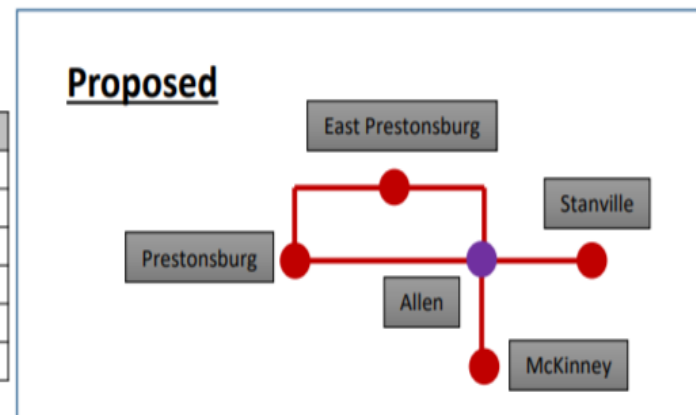 Proposed
East Prestonsburg
Stanville
Prestonsburg
Allen
McKinney